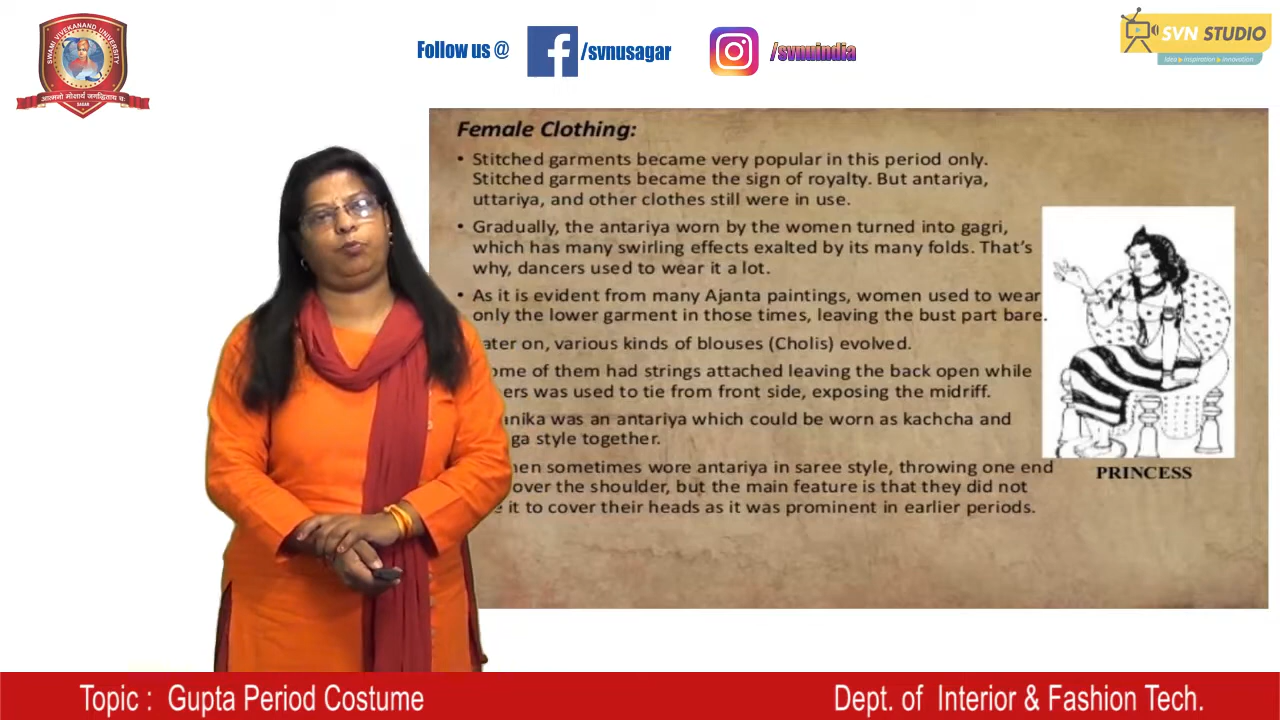 SWAMI VIVEKANAND UNIVERSITY
SAGAR
Follow us @
/svnusagar
/svnuindia
SVN STUDIO
Idea inspiration innovation
Female Clothing:
• Stitched garments became very popular in this period only.
Stitched garments became the sign of royalty. But antariya,
uttariya, and other clothes still were in use.
• Gradually, the antariya worn by the women turned into gagri,
which has many swirling effects exalted by its many folds. That's
why, dancers used to wear it a lot.
• As it is evident from many Ajanta paintings, women used to wear
only the lower garment in those times, leaving the bust part bare.
ater on, various kinds of blouses (Cholis) evolved.
ome of them had strings attached leaving the back open while
ers was used to tie from front side, exposing the midriff.
anika was an antariya which could be worn as kachcha and
ga style together.
men sometimes wore antariya in saree style, throwing one end
over the shoulder, but the main feature is that they did not
it to cover their heads as it was prominent in earlier periods.
PRINCESS
Topic : Gupta Period Costume
Dept. of Interior & Fashion Tech.